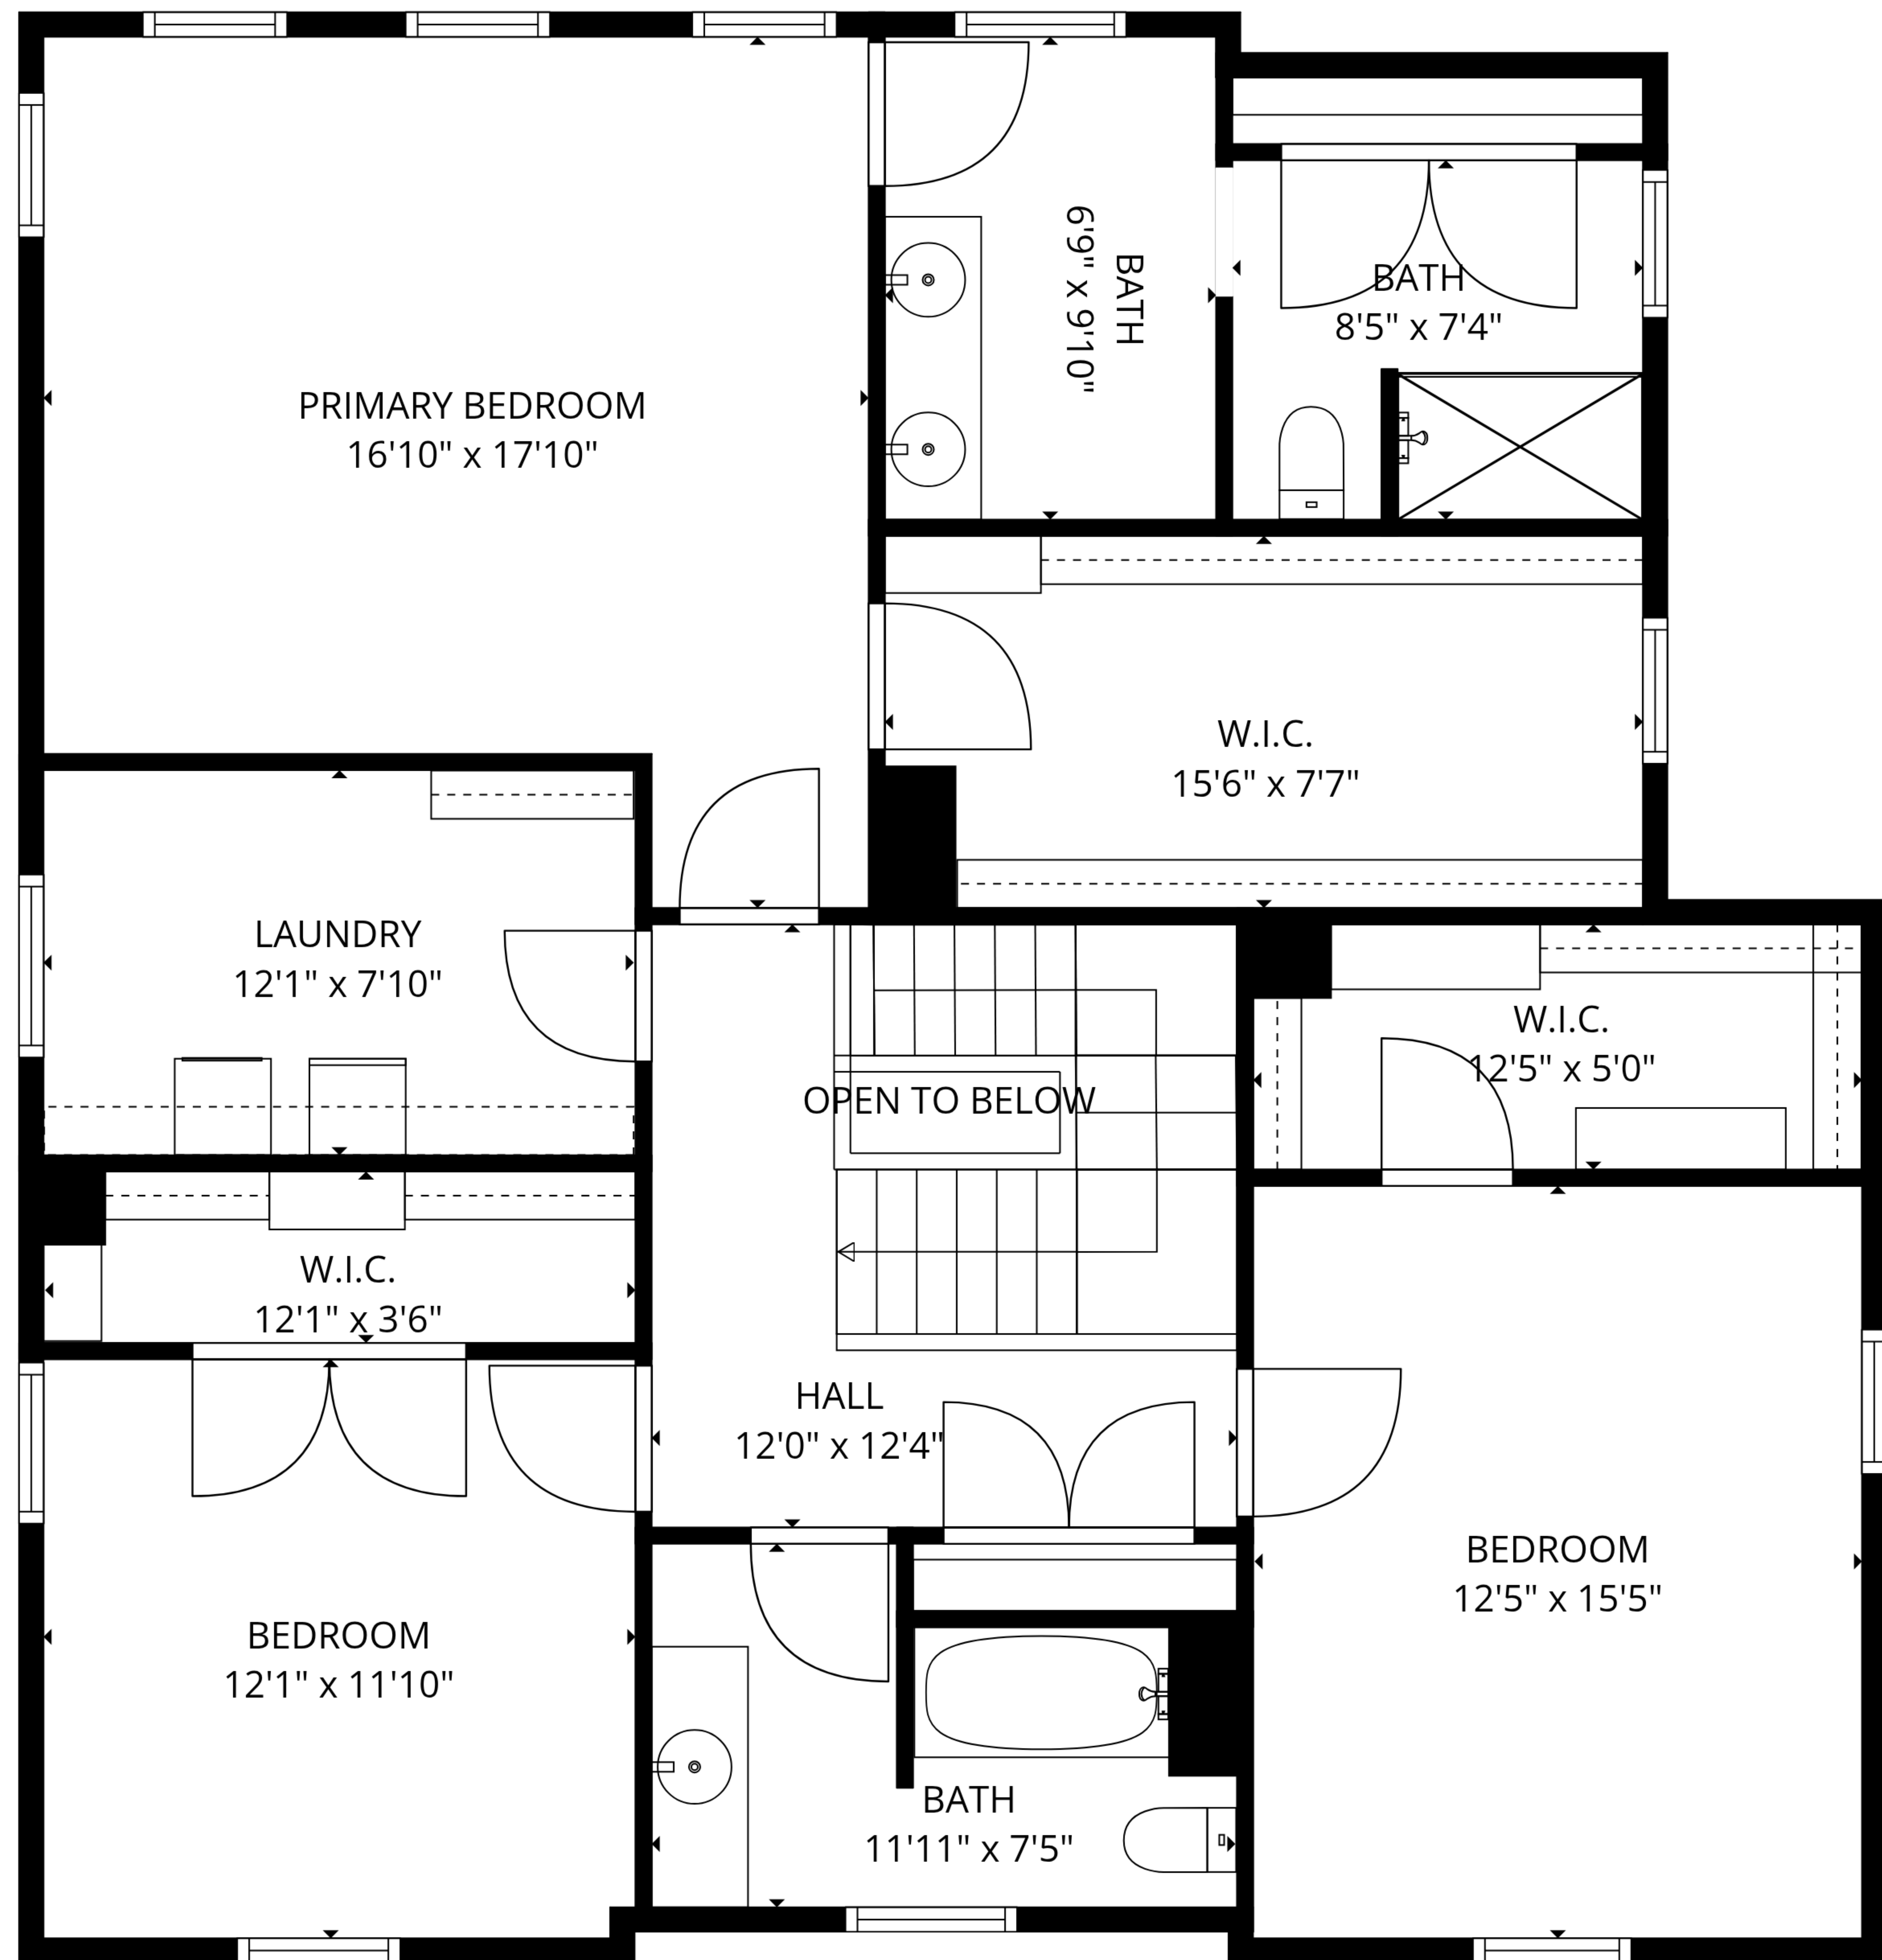 BATH
6'9" x 9'10"
BATH
8'5" x 7'4"
PRIMARY BEDROOM
16'10" x 17'10"
W.I.C.
15'6" x 7'7"
LAUNDRY
12'1" x 7'10"
W.I.C.
12'5" x 5'0"
OPEN TO BELOW
W.I.C.
12'1" x 3'6"
HALL
12'0" x 12'4"
BEDROOM
12'5" x 15'5"
BEDROOM
12'1" x 11'10"
BATH
11'11" x 7'5"